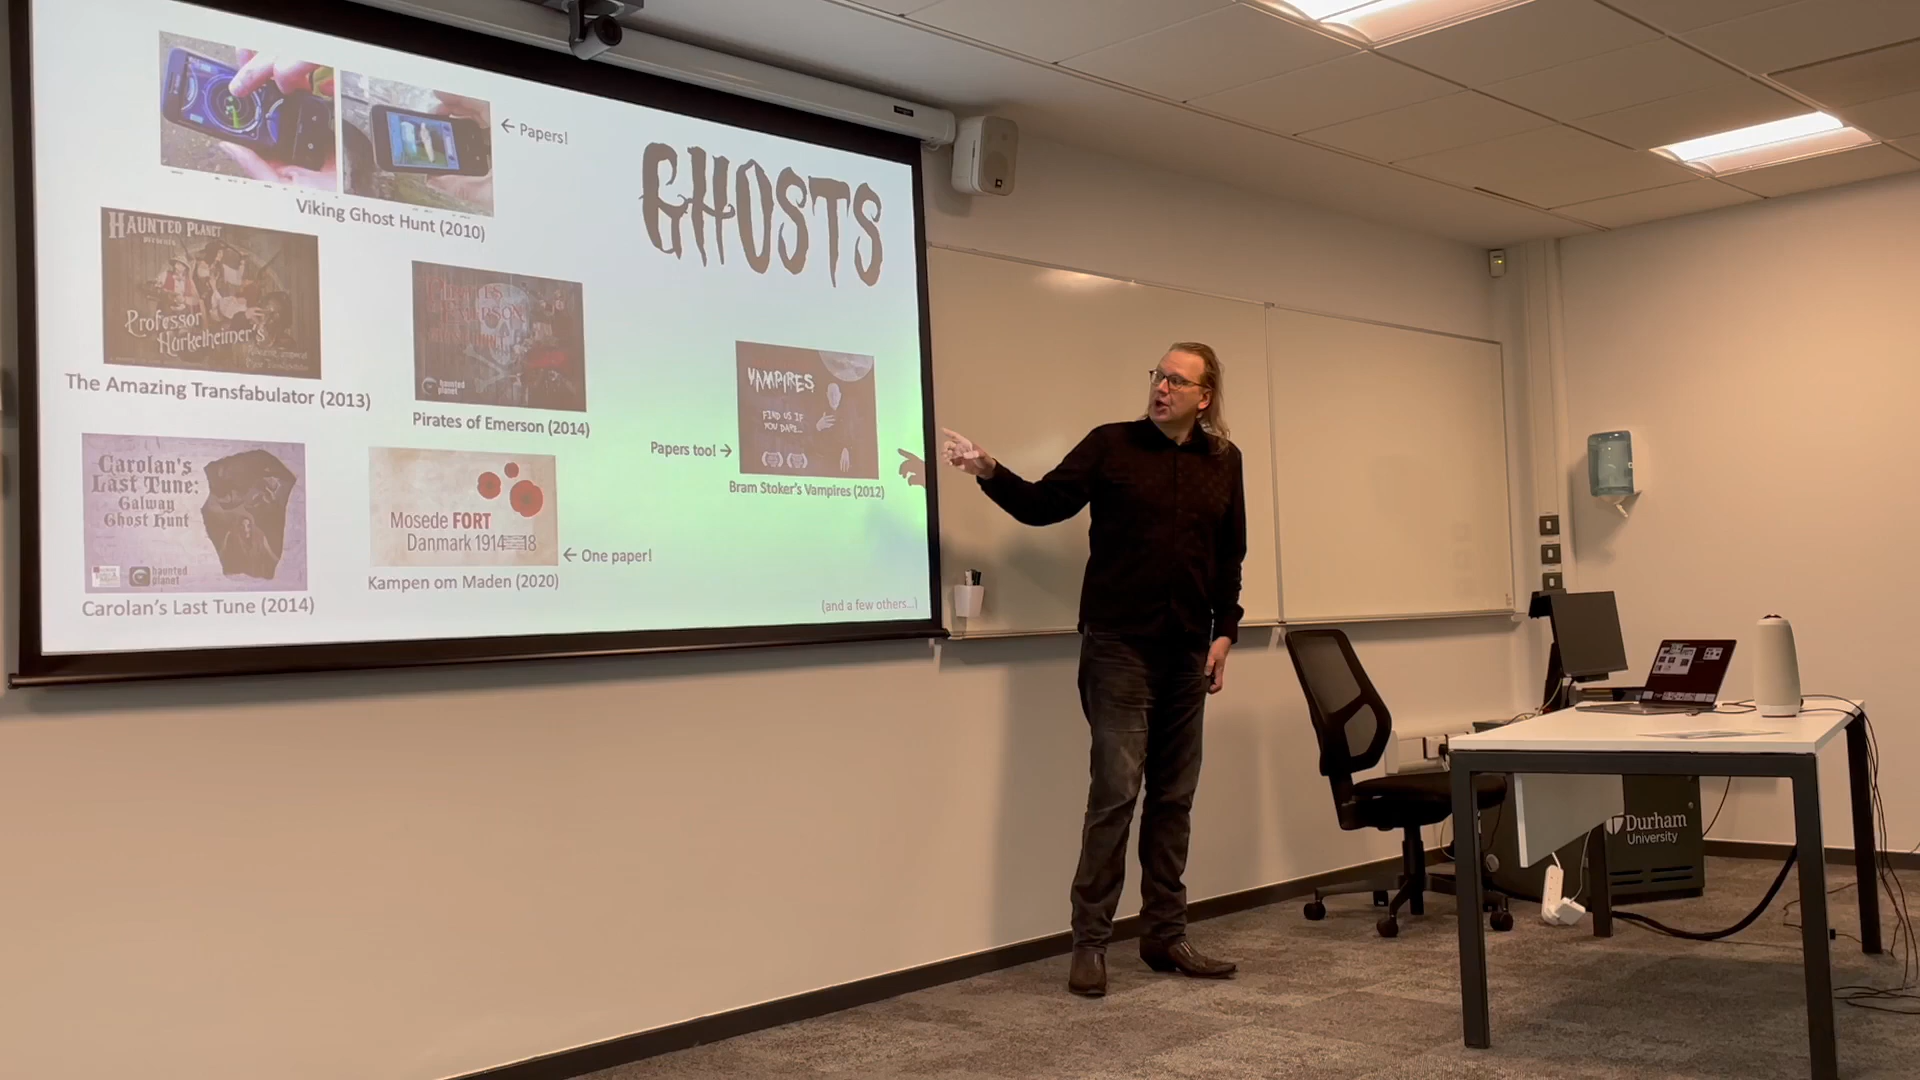 ← Papers!
GHOSTS
Viking Ghost Hunt (2010)
HAUNTED PLANET
presents
Professor
Hurkelheimer's
The Amazing Transfabulator (2013)
haunted
planet
Pirates of Emerson (2014)
VAMPIRES
FIND US IF
YOU DARE...
Papers too! →
Bram Stoker's Vampires (2012)
Carolan's
Last Tune:
Galway
Ghost Hunt
haunted
planet
Carolan's Last Tune (2014)
Mosede FORT
Danmark 1914-18
← One paper!
Kampen om Maden (2020)
(and a few others...)
Durham
University